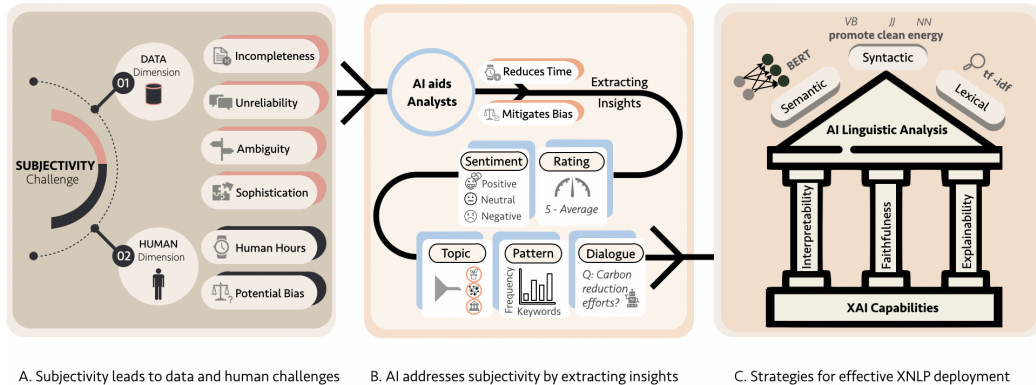 SUBJECTIVITY
Challenge
01
DATA
Dimension
Incompleteness
Unreliability
Ambiguity
Sophistication
02
HUMAN
Dimension
Human Hours
Potential Bias
A. Subjectivity leads to data and human challenges
AI aids
Analysts
Reduces Time
Mitigates Bias
Extracting
Insights
Sentiment
Positive
Neutral
Negative
Rating
5 - Average
Topic
Pattern
Frequency
Keywords
Dialogue
Q: Carbon
reduction
efforts?
B. AI addresses subjectivity by extracting insights
VB JJ NN
promote clean energy
Syntactic
BERT
Semantic
tf-idf
Lexical
AI Linguistic Analysis
Interpretability
Faithfulness
Explainability
XAI Capabilities
C. Strategies for effective XNLP deployment